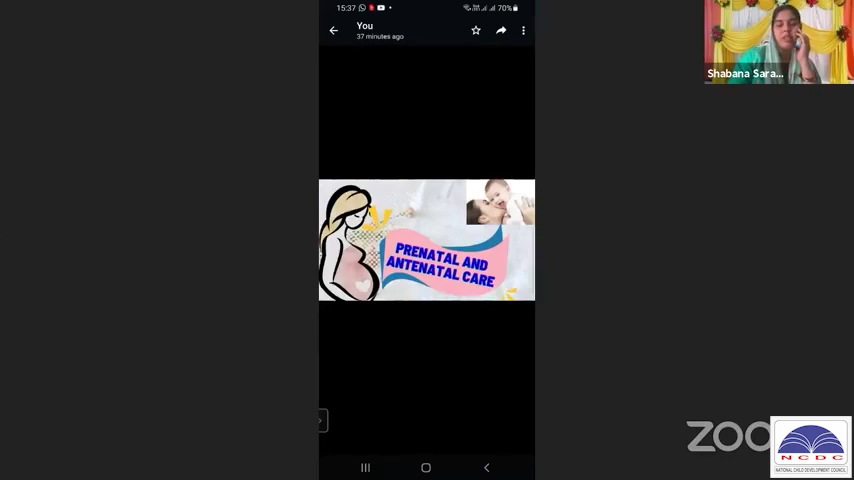 15:37
70%
You
37 minutes ago
Shabana Sara...
PRENATAL AND
ANTENATAL CARE
ZOO
NCDC
NATIONAL CHILD DEVELOPMENT COUNCIL